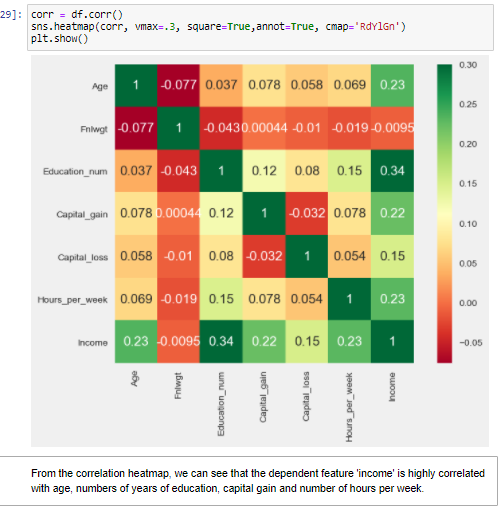 29]: corr = df.corr()
sns.heatmap(corr, vmax=.3, square=True,annot=True, cmap='RdYlGn')
plt.show()
Age 1 -0.077 0.037 0.078 0.058 0.069 0.23
Fnlwgt -0.077 1 -0.043 0.00044 -0.01 -0.019 -0.0095
Education_num 0.037 -0.043 1 0.12 0.08 0.15 0.34
Capital_gain 0.078 0.00044 0.12 1 -0.032 0.078 0.22
Capital_loss 0.058 -0.01 0.08 -0.032 1 0.054 0.15
Hours_per_week 0.069 -0.019 0.15 0.078 0.054 1 0.23
Income 0.23 -0.0095 0.34 0.22 0.15 0.23 1
Age Fnlwgt Education_num Capital_gain Capital_loss Hours_per_week Income
0.30
0.25
0.20
0.15
0.10
0.05
0.00
−0.05
From the correlation heatmap, we can see that the dependent feature 'income' is highly correlated
with age, numbers of years of education, capital gain and number of hours per week.